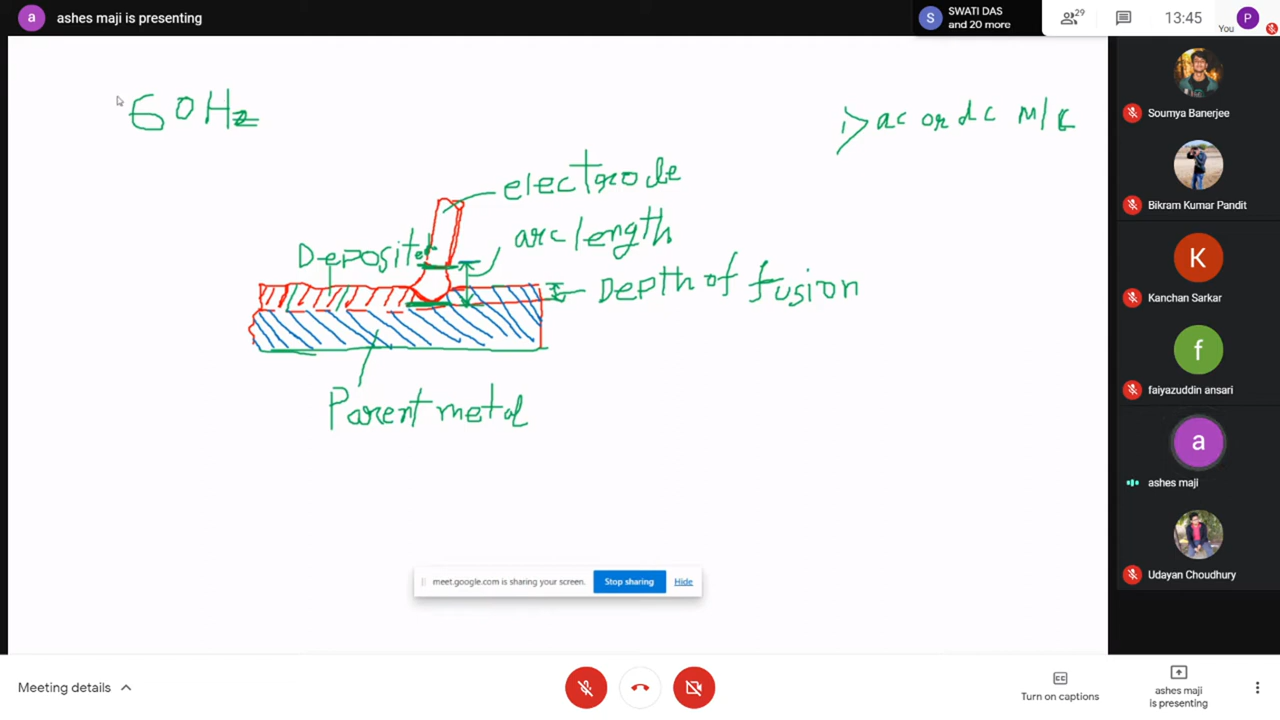 a
ashes maji is presenting
S
SWATI DAS
and 20 more
29
13:45
You
P
60Hz
1> ac or dc M/C
electrode
arc length
Deposited
Depth of fusion
Parent metal
Soumya Banerjee
Bikram Kumar Pandit
K
Kanchan Sarkar
f
faiyazuddin ansari
a
ashes maji
Udayan Choudhury
meet.google.com is sharing your screen.
Stop sharing
Hide
Meeting details
CC
Turn on captions
ashes maji
is presenting